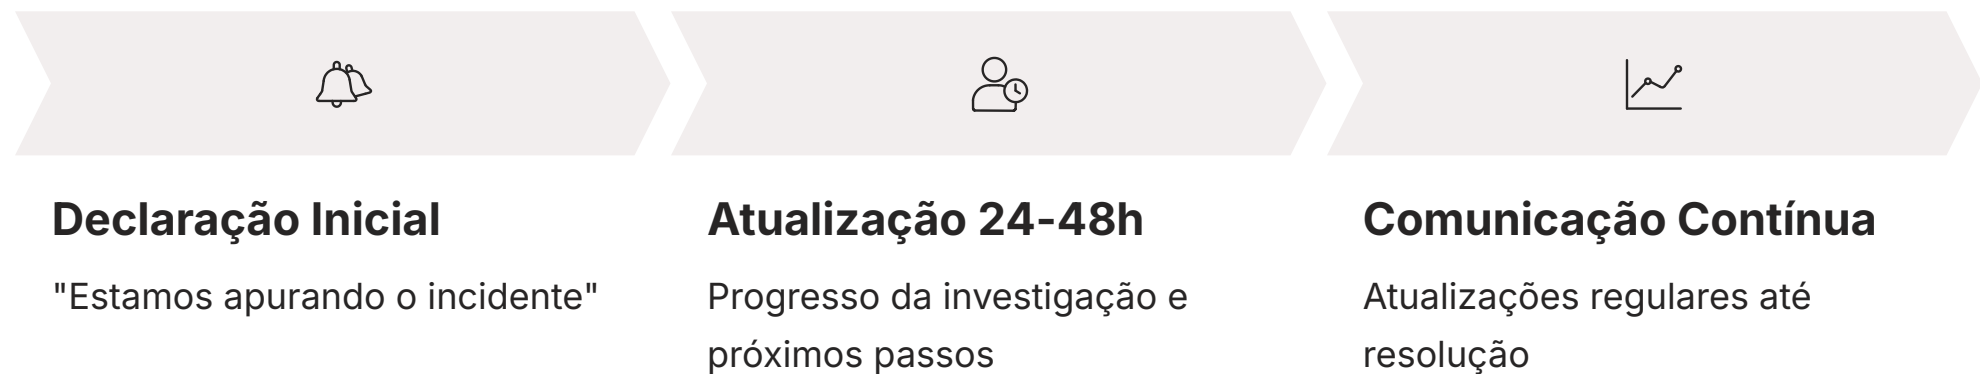 Declaração Inicial
"Estamos apurando o incidente"
Atualização 24-48h
Progresso da investigação e
próximos passos
Comunicação Contínua
Atualizações regulares até
resolução